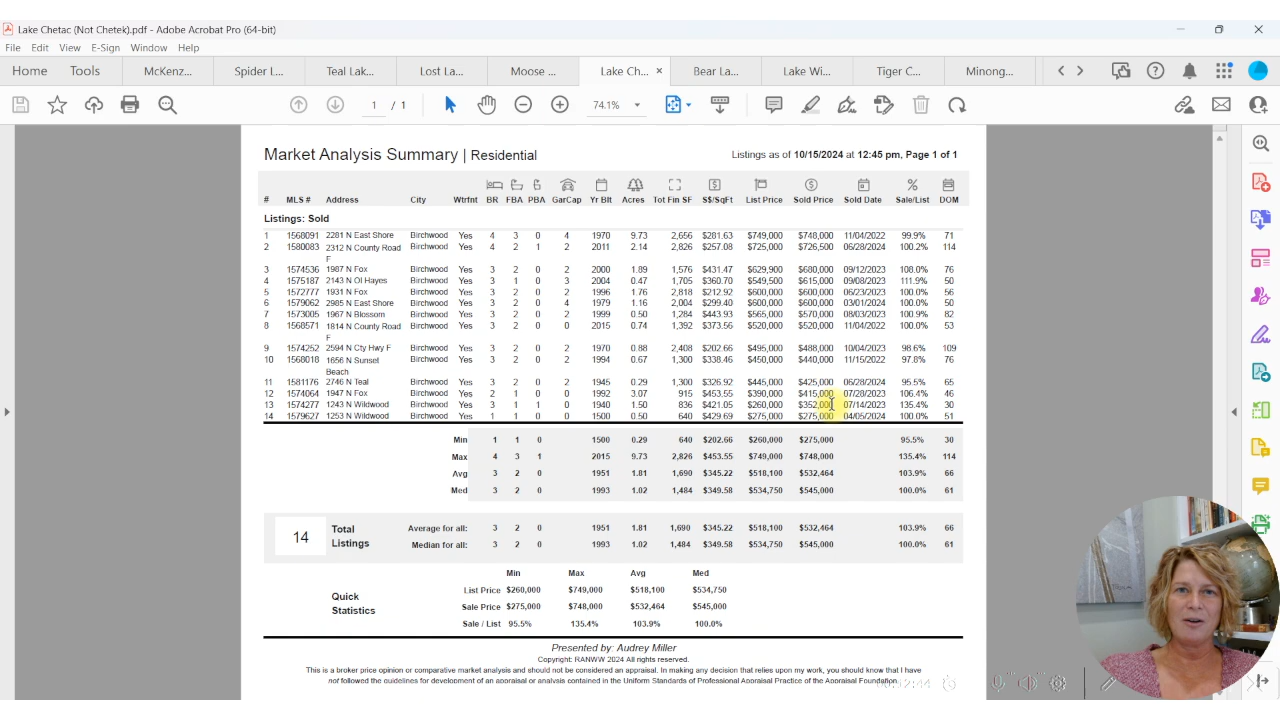 Lake Chetac (Not Chetek).pdf - Adobe Acrobat Pro (64-bit)
File Edit View E-Sign Window Help
Home Tools McKenz... Spider L... Teal Lak... Lost La... Moose ... Lake Ch... × Bear La... Lake Wi... Tiger C... Minong...
1 / 1 74.1%
Market Analysis Summary | Residential
Listings as of 10/15/2024 at 12:45 pm, Page 1 of 1
# MLS # Address City Wtrfnt BR FBA PBA GarCap Yr Blt Acres Tot Fin SF S$/SqFt List Price Sold Price Sold Date Sale/List DOM
Listings: Sold
1 1568091 2281 N East Shore Birchwood Yes 4 3 0 4 1970 9.73 2,656 $281.63 $749,000 $748,000 11/04/2022 99.9% 71
2 1580083 2312 N County Road Birchwood Yes 4 2 1 2 2011 2.14 2,826 $257.08 $725,000 $726,500 06/28/2024 100.2% 114
F
3 1574536 1987 N Fox Birchwood Yes 3 2 0 2 2000 1.89 1,576 $431.47 $629,900 $680,000 09/12/2023 108.0% 76
4 1575187 2143 N Ol Hayes Birchwood Yes 3 1 0 3 2004 0.47 1,705 $360.70 $549,500 $615,000 09/08/2023 111.9% 50
5 1572777 1931 N Fox Birchwood Yes 3 2 0 2 1996 1.76 2,818 $212.92 $600,000 $600,000 06/23/2023 100.0% 56
6 1579062 2985 N East Shore Birchwood Yes 3 2 0 4 1979 1.16 2,004 $299.40 $600,000 $600,000 03/01/2024 100.0% 50
7 1573005 1967 N Blossom Birchwood Yes 3 2 0 2 1999 0.50 1,284 $443.93 $565,000 $570,000 08/03/2023 100.9% 82
8 1568571 1814 N County Road Birchwood Yes 3 2 0 0 2015 0.74 1,392 $373.56 $520,000 $520,000 11/04/2022 100.0% 53
F
9 1574252 2594 N Cty Hwy F Birchwood Yes 3 2 0 2 1970 0.88 2,408 $202.66 $495,000 $488,000 10/04/2023 98.6% 109
10 1568018 1656 N Sunset Birchwood Yes 3 2 0 2 1994 0.67 1,300 $338.46 $450,000 $440,000 11/15/2022 97.8% 76
Beach
11 1581176 2746 N Teal Birchwood Yes 3 2 0 2 1945 0.29 1,300 $326.92 $445,000 $425,000 06/28/2024 95.5% 65
12 1574064 1947 N Fox Birchwood Yes 2 1 0 0 1992 3.07 915 $453.55 $390,000 $415,000 07/28/2023 106.4% 46
13 1574277 1243 N Wildwood Birchwood Yes 3 1 1 0 1940 1.50 836 $421.05 $260,000 $352,000 07/14/2023 135.4% 30
14 1579627 1253 N Wildwood Birchwood Yes 1 1 0 0 1500 0.50 640 $429.69 $275,000 $275,000 04/05/2024 100.0% 51
Min 1 1 0 1500 0.29 640 $202.66 $260,000 $275,000 95.5% 30
Max 4 3 1 2015 9.73 2,826 $453.55 $749,000 $748,000 135.4% 114
Avg 3 2 0 1951 1.81 1,690 $345.22 $518,100 $532,464 103.9% 66
Med 3 2 0 1993 1.02 1,484 $349.58 $534,750 $545,000 100.0% 61
14 Total Listings
Average for all: 3 2 0 1951 1.81 1,690 $345.22 $518,100 $532,464 103.9% 66
Median for all: 3 2 0 1993 1.02 1,484 $349.58 $534,750 $545,000 100.0% 61
Quick Statistics
Min Max Avg Med
List Price $260,000 $749,000 $518,100 $534,750
Sale Price $275,000 $748,000 $532,464 $545,000
Sale / List 95.5% 135.4% 103.9% 100.0%
Presented by: Audrey Miller
Copyright: RANWW 2024 All rights reserved.
This is a broker price opinion or comparative market analysis and should not be considered an appraisal. In making any decision that relies upon my work, you should know that I have
not followed the guidelines for development of an appraisal or analysis contained in the Uniform Standards of Professional Appraisal Practice of the Appraisal Foundation.